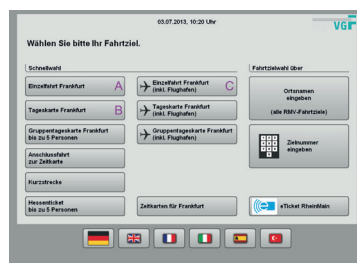 03.07.2013, 10:20 Uhr
VGF
Wählen Sie bitte Ihr Fahrtziel.
Schnellwahl
Fahrtzielwahl über
Einzelfahrt Frankfurt A
Einzelfahrt Frankfurt C
(inkl. Flughafen)
Ortsnamen
eingeben
(alle RMV-Fahrtziele)
Tageskarte Frankfurt B
Tageskarte Frankfurt
(inkl. Flughafen)
Gruppentageskarte Frankfurt
bis zu 5 Personen
Gruppentageskarte Frankfurt
(inkl. Flughafen)
Zielnummer
eingeben
Anschlussfahrt
zur Zeitkarte
Kurzstrecke
Hessenticket
bis zu 5 Personen
Zeitkarten für Frankfurt
eTicket RheinMain